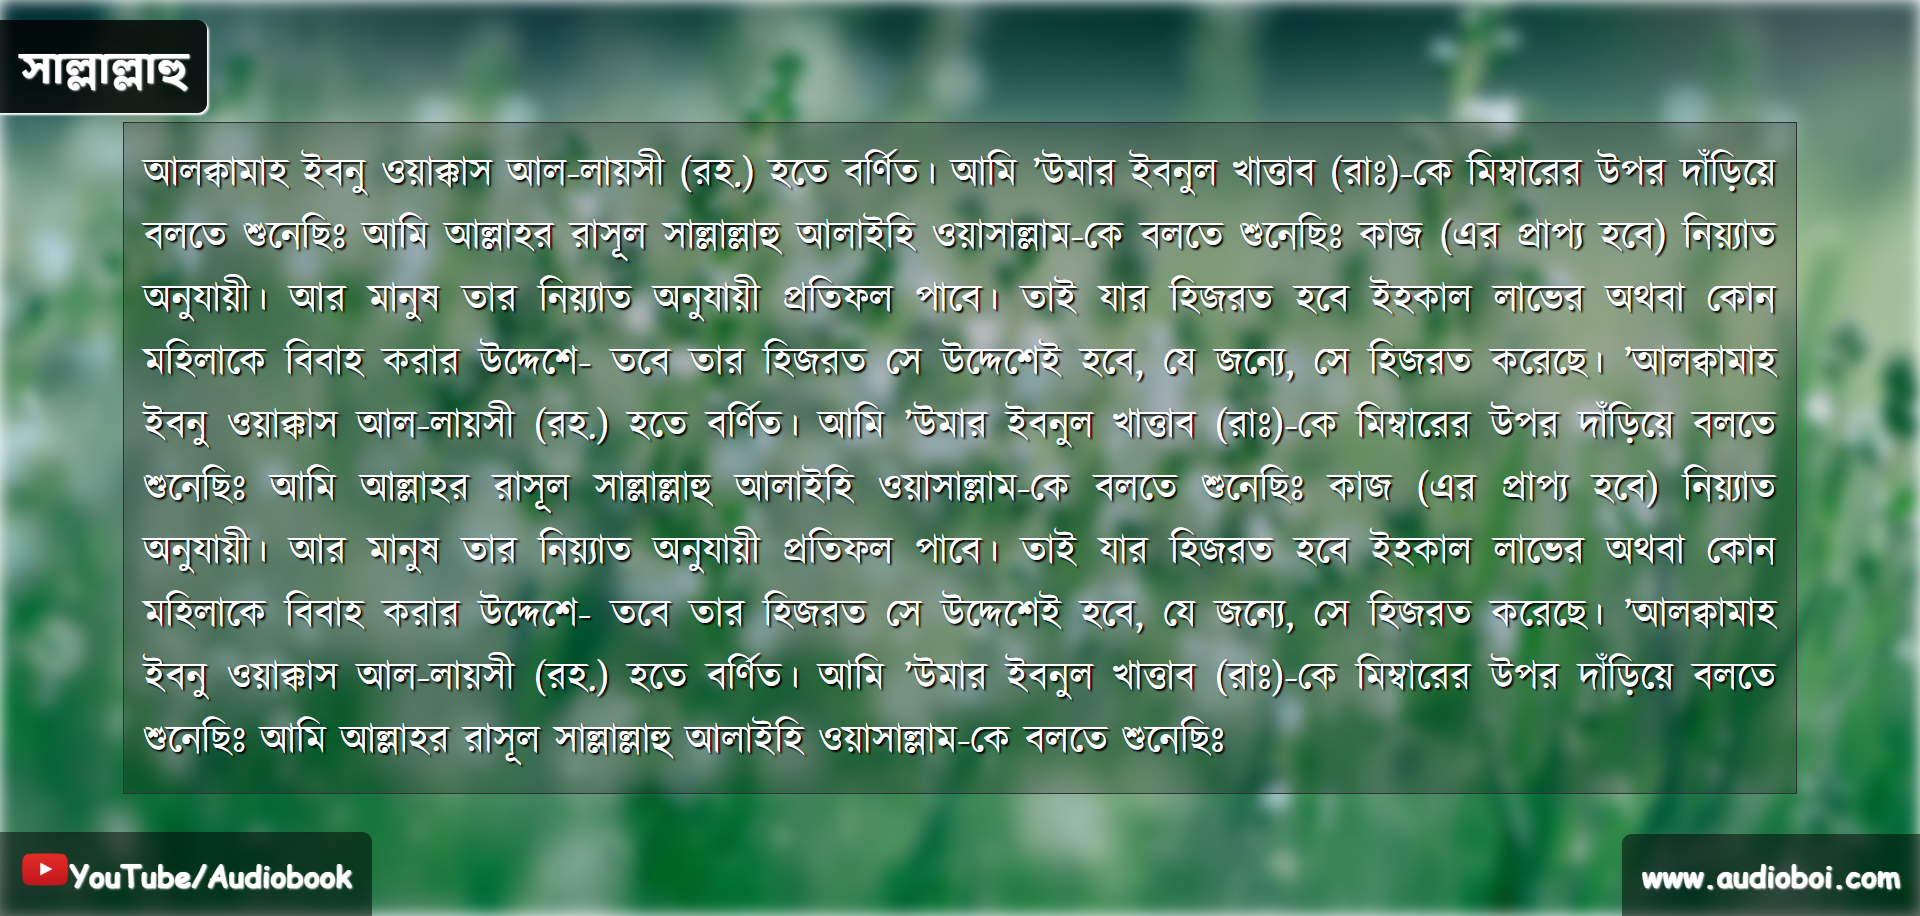 সাল্লাল্লাহু
আলক্বামাহ ইবনু ওয়াক্কাস আল-লায়সী (রহ.) হতে বর্ণিত। আমি ’উমার ইবনুল খাত্তাব (রাঃ)-কে মিম্বারের উপর দাঁড়িয়ে
বলতে শুনেছিঃ আমি আল্লাহর রাসূল সাল্লাল্লাহু আলাইহি ওয়াসাল্লাম-কে বলতে শুনেছিঃ কাজ (এর প্রাপ্য হবে) নিয়্যাত
অনুযায়ী। আর মানুষ তার নিয়্যাত অনুযায়ী প্রতিফল পাবে। তাই যার হিজরত হবে ইহকাল লাভের অথবা কোন
মহিলাকে বিবাহ করার উদ্দেশে- তবে তার হিজরত সে উদ্দেশেই হবে, যে জন্যে, সে হিজরত করেছে। ’আলক্বামাহ
ইবনু ওয়াক্কাস আল-লায়সী (রহ.) হতে বর্ণিত। আমি ’উমার ইবনুল খাত্তাব (রাঃ)-কে মিম্বারের উপর দাঁড়িয়ে বলতে
শুনেছিঃ আমি আল্লাহর রাসূল সাল্লাল্লাহু আলাইহি ওয়াসাল্লাম-কে বলতে শুনেছিঃ কাজ (এর প্রাপ্য হবে) নিয়্যাত
অনুযায়ী। আর মানুষ তার নিয়্যাত অনুযায়ী প্রতিফল পাবে। তাই যার হিজরত হবে ইহকাল লাভের অথবা কোন
মহিলাকে বিবাহ করার উদ্দেশে- তবে তার হিজরত সে উদ্দেশেই হবে, যে জন্যে, সে হিজরত করেছে। ’আলক্বামাহ
ইবনু ওয়াক্কাস আল-লায়সী (রহ.) হতে বর্ণিত। আমি ’উমার ইবনুল খাত্তাব (রাঃ)-কে মিম্বারের উপর দাঁড়িয়ে বলতে
শুনেছিঃ আমি আল্লাহর রাসূল সাল্লাল্লাহু আলাইহি ওয়াসাল্লাম-কে বলতে শুনেছিঃ
YouTube/Audiobook
www.audioboi.com